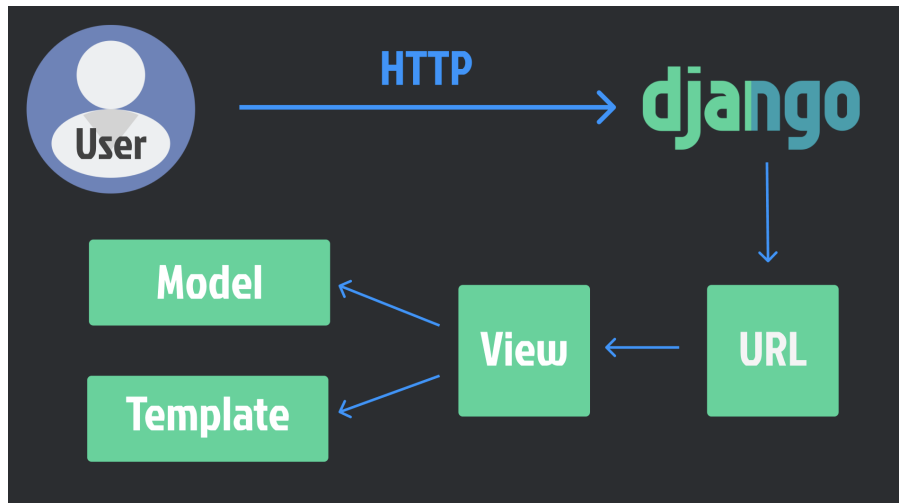 HTTP
django
User
Model
View
URL
Template